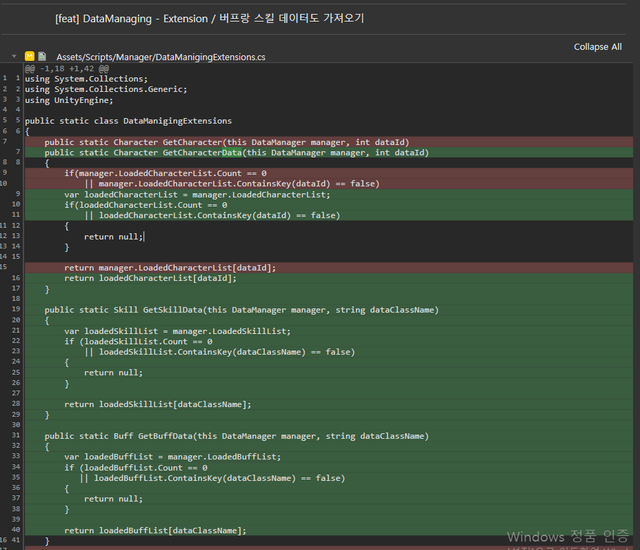 [feat] DataManaging - Extension / 버프랑 스킬 데이터도 가져오기
Collapse All
Assets/Scripts/Manager/DataManigingExtensions.cs
@@ -1,18 +1,42 @@
1 1 using System.Collections;
2 2 using System.Collections.Generic;
3 3 using UnityEngine;
4 4
5 5 public static class DataManigingExtensions
6 6 {
7 public static Character GetCharacter(this DataManager manager, int dataId)
7 public static Character GetCharacterData(this DataManager manager, int dataId)
8 8 {
9 if(manager.LoadedCharacterList.Count == 0
10 || manager.LoadedCharacterList.ContainsKey(dataId) == false)
9 var loadedCharacterList = manager.LoadedCharacterList;
10 if(loadedCharacterList.Count == 0
11 || loadedCharacterList.ContainsKey(dataId) == false)
11 12 {
12 13 return null;
13 14 }
14 15
15 return manager.LoadedCharacterList[dataId];
16 return loadedCharacterList[dataId];
17 }
18
19 public static Skill GetSkillData(this DataManager manager, string dataClassName)
20 {
21 var loadedSkillList = manager.LoadedSkillList;
22 if (loadedSkillList.Count == 0
23 || loadedSkillList.ContainsKey(dataClassName) == false)
24 {
25 return null;
26 }
27
28 return loadedSkillList[dataClassName];
29 }
30
31 public static Buff GetBuffData(this DataManager manager, string dataClassName)
32 {
33 var loadedBuffList = manager.LoadedBuffList;
34 if (loadedBuffList.Count == 0
35 || loadedBuffList.ContainsKey(dataClassName) == false)
36 {
37 return null;
38 }
39
40 return loadedBuffList[dataClassName];
16 41 }
Windows 정품 인증